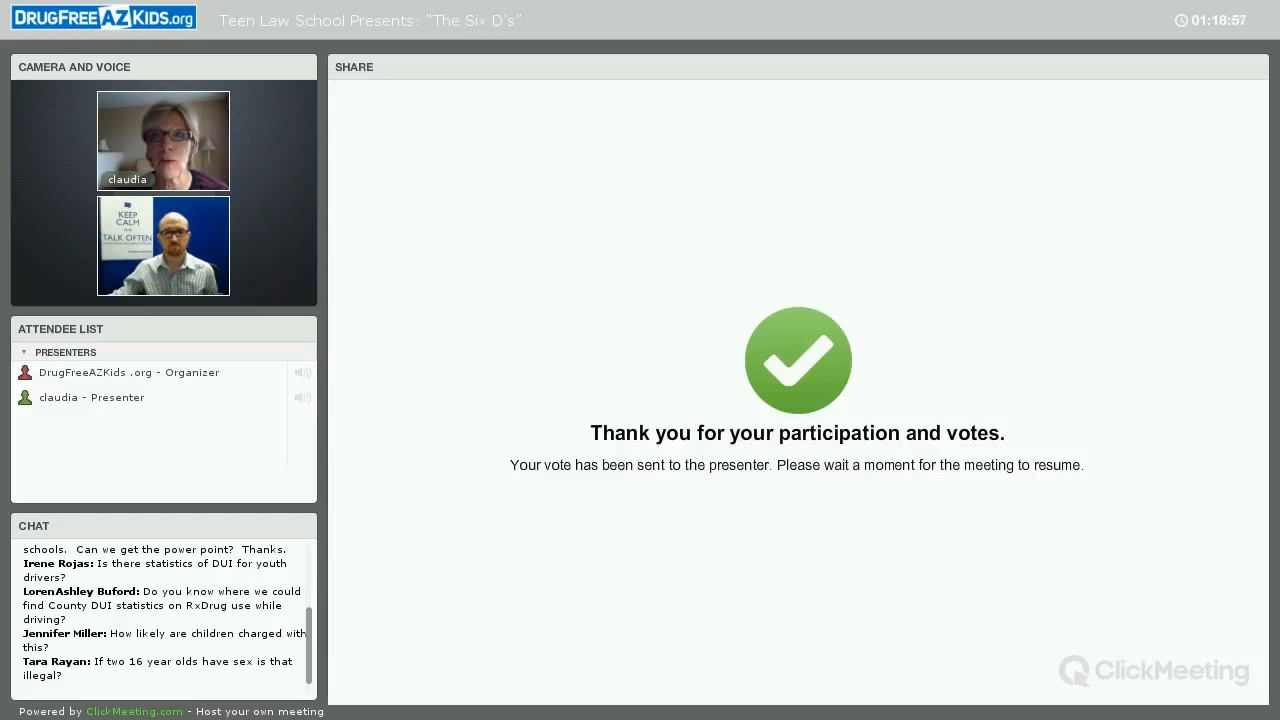 DRUGFREEAZKIDS.org
Teen Law School Presents: "The Six D's"
01:18:57
CAMERA AND VOICE
claudia
KEEP
CALM
TALK OFTEN
ATTENDEE LIST
PRESENTERS
DrugFreeAZKids .org - Organizer
claudia - Presenter
CHAT
schools. Can we get the power point? Thanks.
Irene Rojas: Is there statistics of DUI for youth
drivers?
LorenAshley Buford: Do you know where we could
find County DUI statistics on RxDrug use while
driving?
Jennifer Miller: How likely are children charged with
this?
Tara Rayan: If two 16 year olds have sex is that
illegal?
Powered by ClickMeeting.com - Host your own meeting
SHARE
Thank you for your participation and votes.
Your vote has been sent to the presenter. Please wait a moment for the meeting to resume.
ClickMeeting